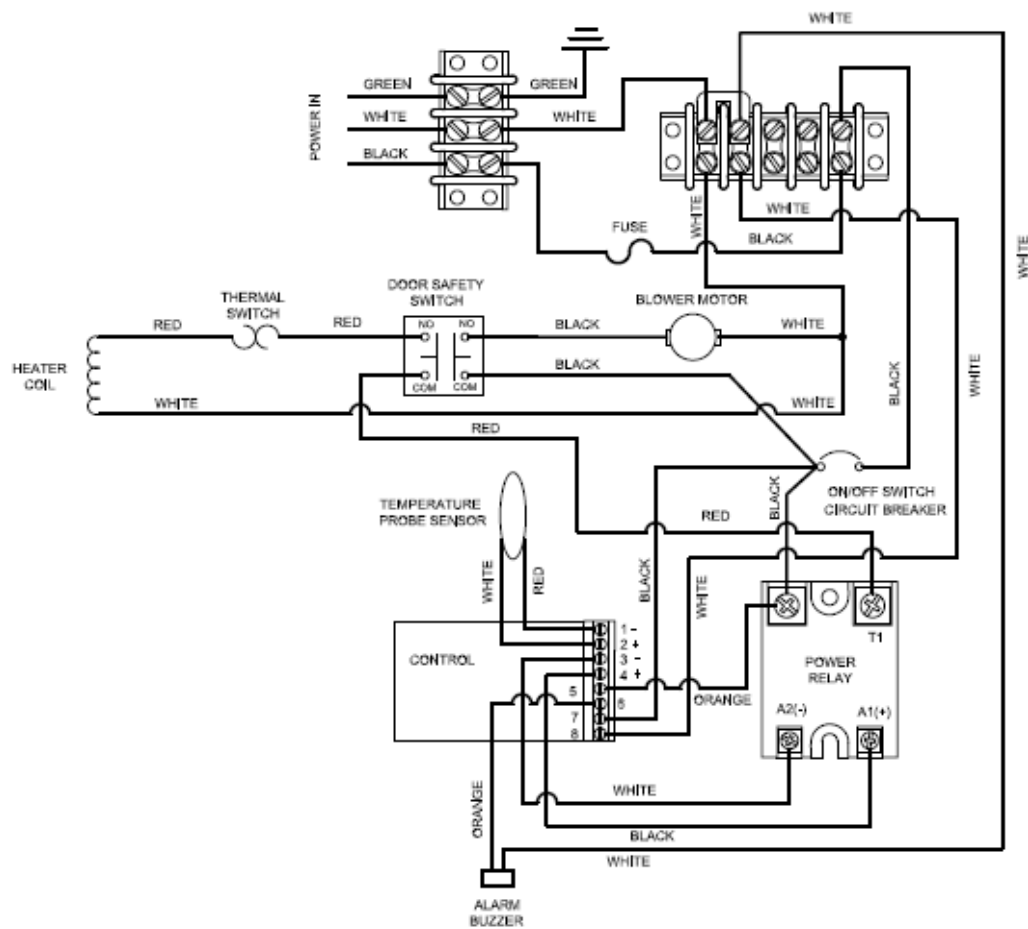 WHITE
GREEN
GREEN
POWER IN
WHITE
WHITE
BLACK
WHITE
WHITE
FUSE
BLACK
WHITE
DOOR SAFETY
SWITCH
THERMAL
SWITCH
BLOWER MOTOR
RED
RED
NO
NO
BLACK
WHITE
HEATER
COIL
COM
COM
BLACK
BLACK
WHITE
WHITE
WHITE
RED
TEMPERATURE
PROBE SENSOR
BLACK
ON/OFF SWITCH
CIRCUIT BREAKER
RED
WHITE
RED
BLACK
WHITE
CONTROL
1 -
2 +
3 -
4 +
5
6
7
8
T1
POWER
RELAY
ORANGE
A2(-)
A1(+)
ORANGE
WHITE
BLACK
WHITE
ALARM
BUZZER